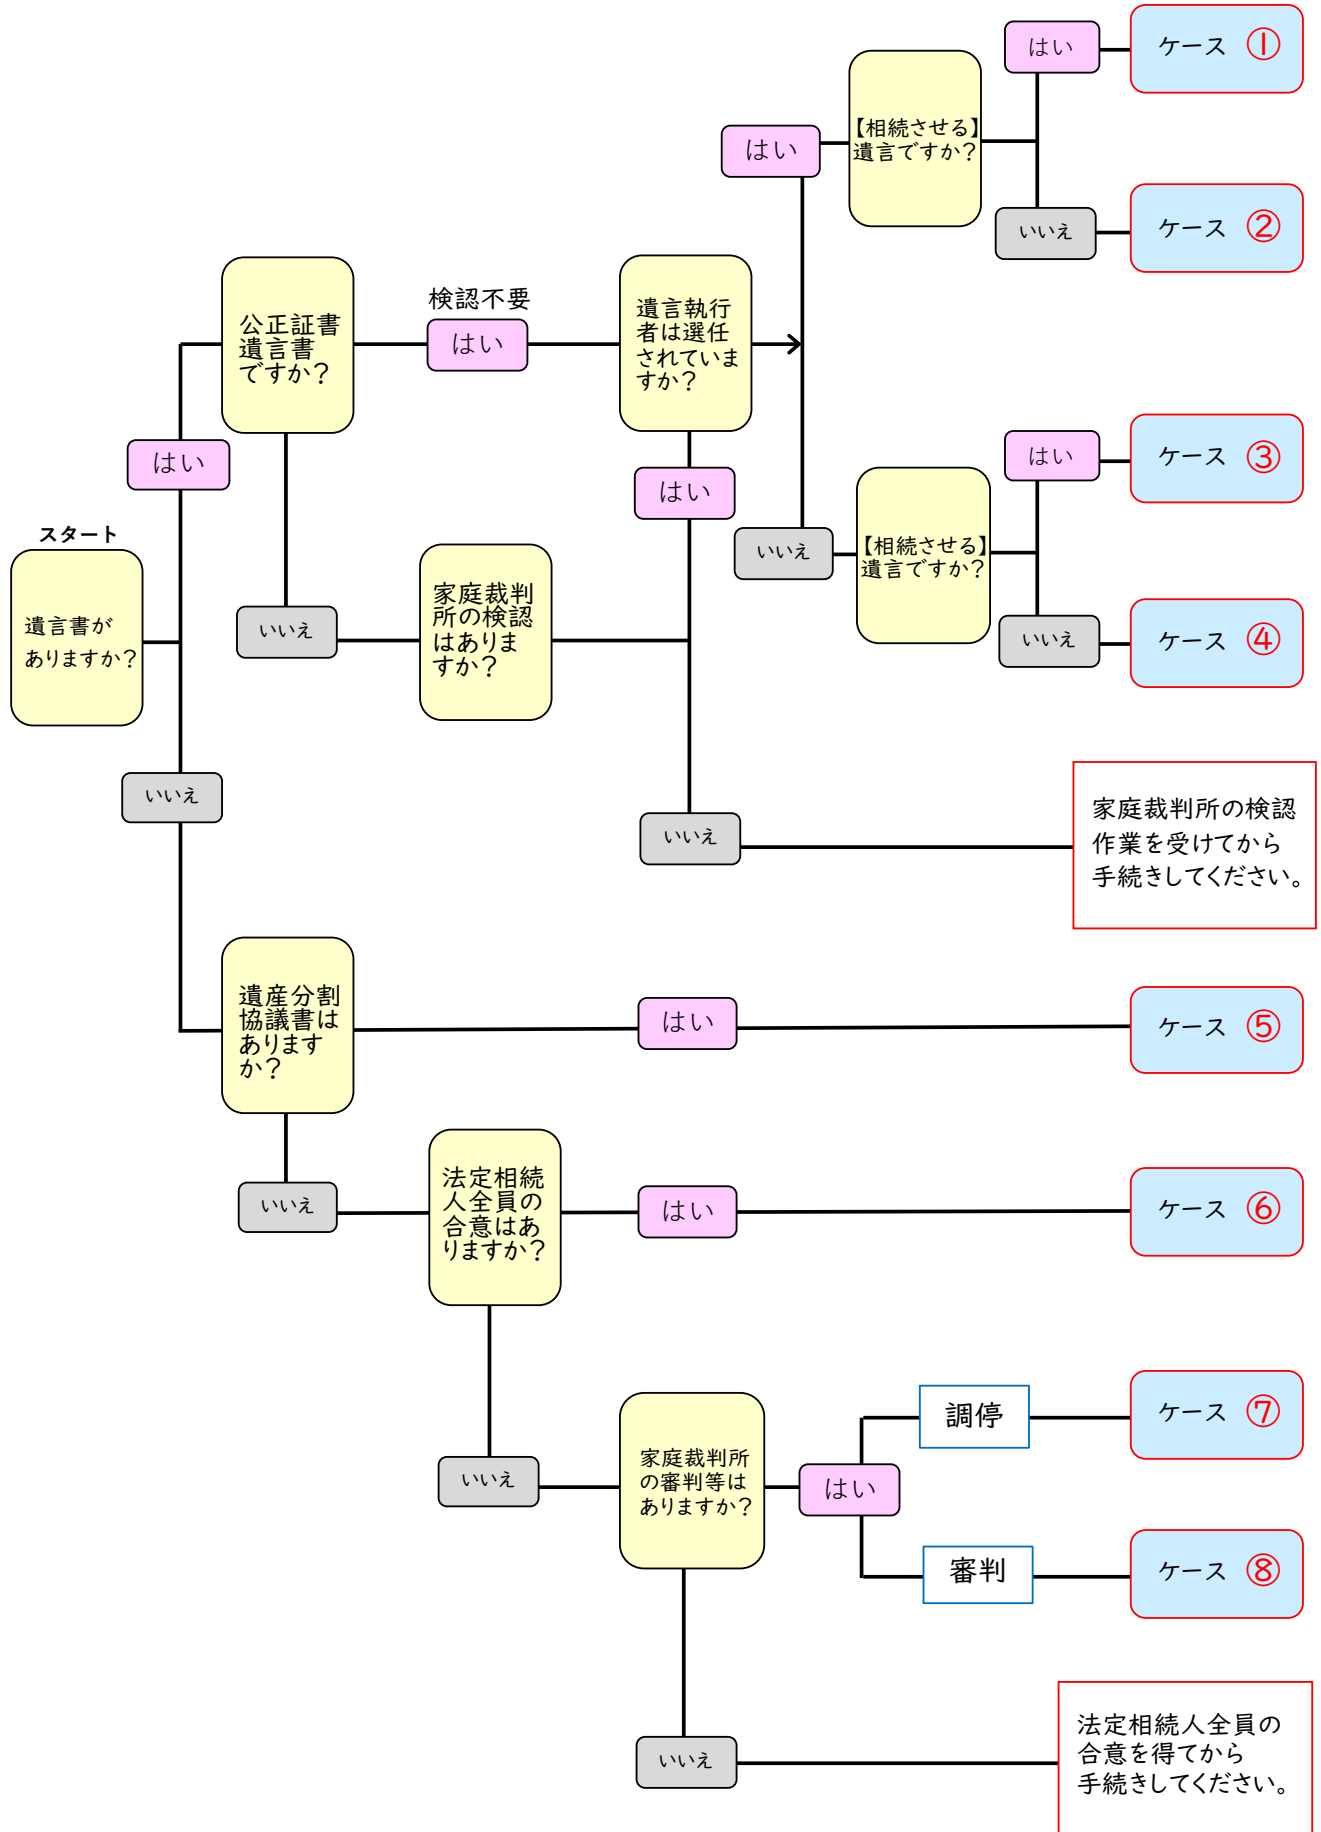 はい
ケース ①
【相続させる】
遺言ですか?
はい
いいえ
ケース ②
検認不要
公正証書
遺言書
ですか?
はい
遺言執行
者は選任
されていま
すか?
はい
はい
ケース ③
はい
スタート
遺言書が
ありますか?
いいえ
家庭裁判
所の検認
はありま
すか?
いいえ
【相続させる】
遺言ですか?
いいえ
ケース ④
いいえ
いいえ
家庭裁判所の検認
作業を受けてから
手続きしてください。
遺産分割
協議書は
あります
か?
はい
ケース ⑤
いいえ
法定相続
人全員の
合意はあ
りますか?
はい
ケース ⑥
いいえ
家庭裁判所
の審判等は
ありますか?
はい
調停
ケース ⑦
審判
ケース ⑧
いいえ
法定相続人全員の
合意を得てから
手続きしてください。